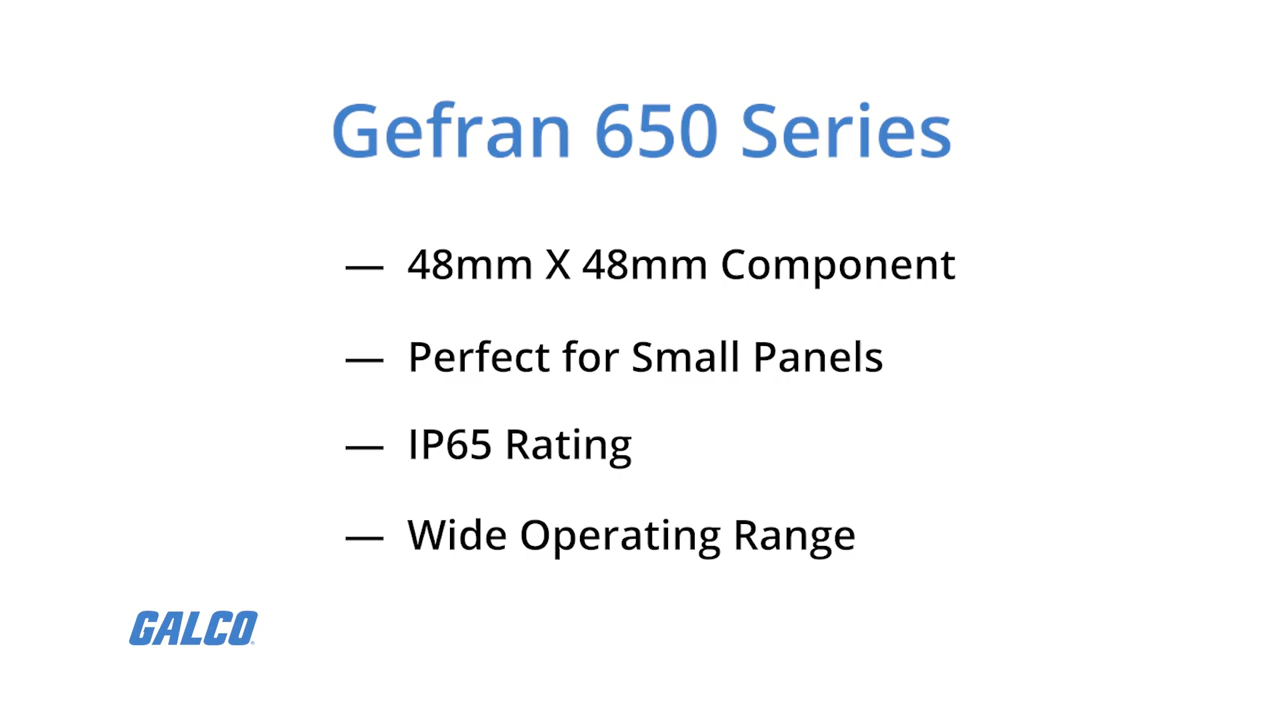 Gefran 650 Series
— 48mm X 48mm Component
— Perfect for Small Panels
— IP65 Rating
— Wide Operating Range
GALCO®